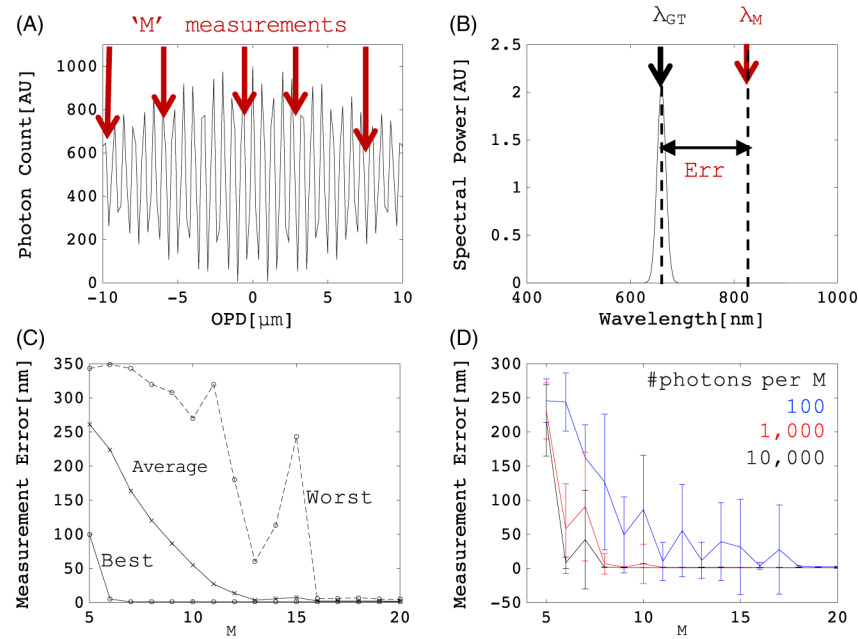 (A)
‘M’ measurements
Photon Count[AU]
1000
800
600
400
200
0
-10
-5
0
5
10
OPD[µm]
(B)
λGT
λM
Spectral Power[AU]
2.5
2
1.5
1
0.5
0
Err
400
600
800
1000
Wavelength[nm]
(C)
Measurement Error[nm]
350
300
250
200
150
100
50
0
Average
Worst
Best
5
10
15
20
M
(D)
Measurement Error[nm]
300
250
200
150
100
50
0
-50
#photons per M
100
1,000
10,000
5
10
15
20
M